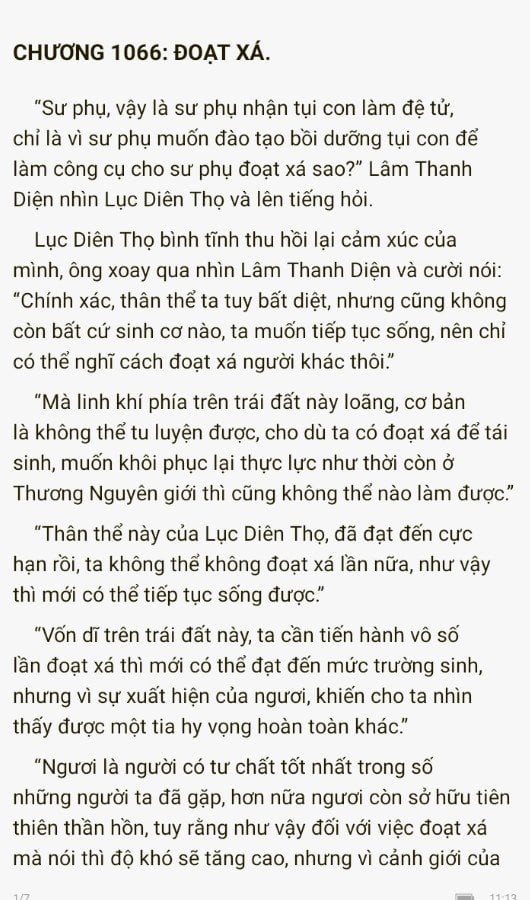 CHƯƠNG 1066: ĐOẠT XÁ.
“Sư phụ, vậy là sư phụ nhận tụi con làm đệ tử,
chỉ là vì sư phụ muốn đào tạo bồi dưỡng tụi con để
làm công cụ cho sư phụ đoạt xá sao?” Lâm Thanh
Diện nhìn Lục Diên Thọ và lên tiếng hỏi.
Lục Diên Thọ bình tĩnh thu hồi lại cảm xúc của
mình, ông xoay qua nhìn Lâm Thanh Diện và cười nói:
“Chính xác, thân thể ta tuy bất diệt, nhưng cũng không
còn bất cứ sinh cơ nào, ta muốn tiếp tục sống, nên chỉ
có thể nghĩ cách đoạt xá người khác thôi.”
“Mà linh khí phía trên trái đất này loãng, cơ bản
là không thể tu luyện được, cho dù ta có đoạt xá để tái
sinh, muốn khôi phục lại thực lực như thời còn ở
Thương Nguyên giới thì cũng không thể nào làm được.”
“Thân thể này của Lục Diên Thọ, đã đạt đến cực
hạn rồi, ta không thể không đoạt xá lần nữa, như vậy
thì mới có thể tiếp tục sống được.”
“Vốn dĩ trên trái đất này, ta cần tiến hành vô số
lần đoạt xá thì mới có thể đạt đến mức trường sinh,
nhưng vì sự xuất hiện của ngươi, khiến cho ta nhìn
thấy được một tia hy vọng hoàn toàn khác.”
“Ngươi là người có tư chất tốt nhất trong số
những người ta đã gặp, hơn nữa ngươi còn sở hữu tiên
thiên thần hồn, tuy rằng như vậy đối với việc đoạt xá
mà nói thì độ khó sẽ tăng cao, nhưng vì cảnh giới của
1/7 11:13